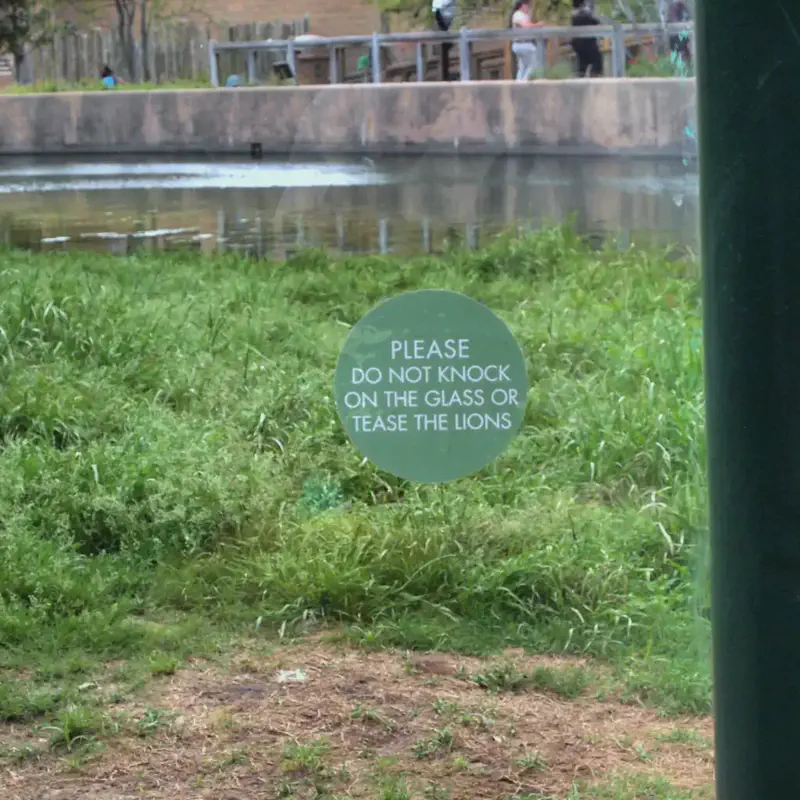 PLEASE
DO NOT KNOCK
ON THE GLASS OR
TEASE THE LIONS